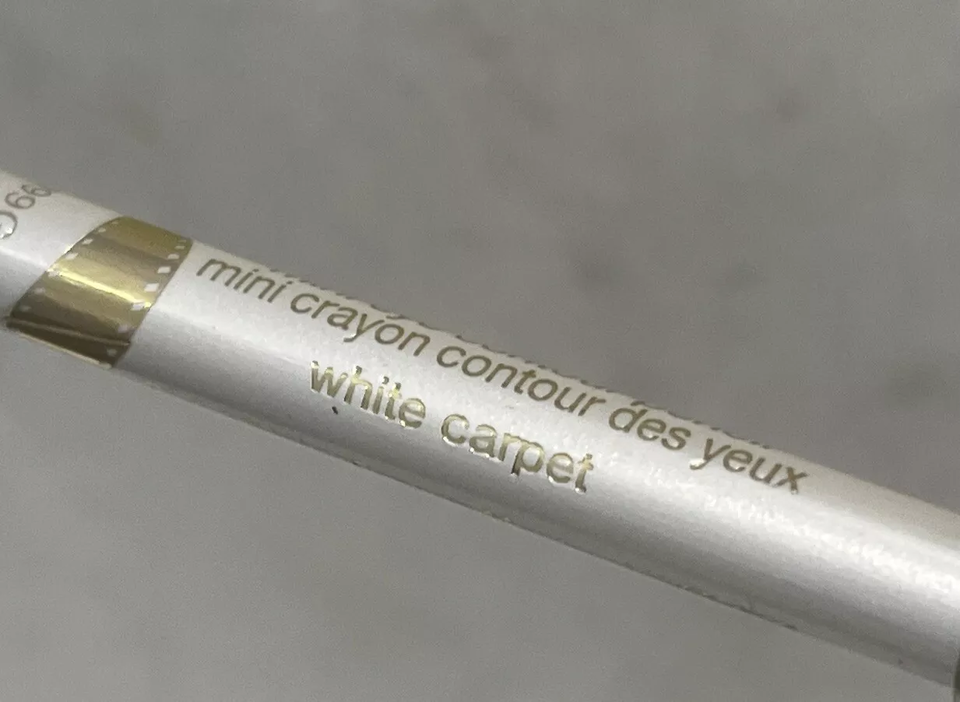 mini crayon contour des yeux
white carpet